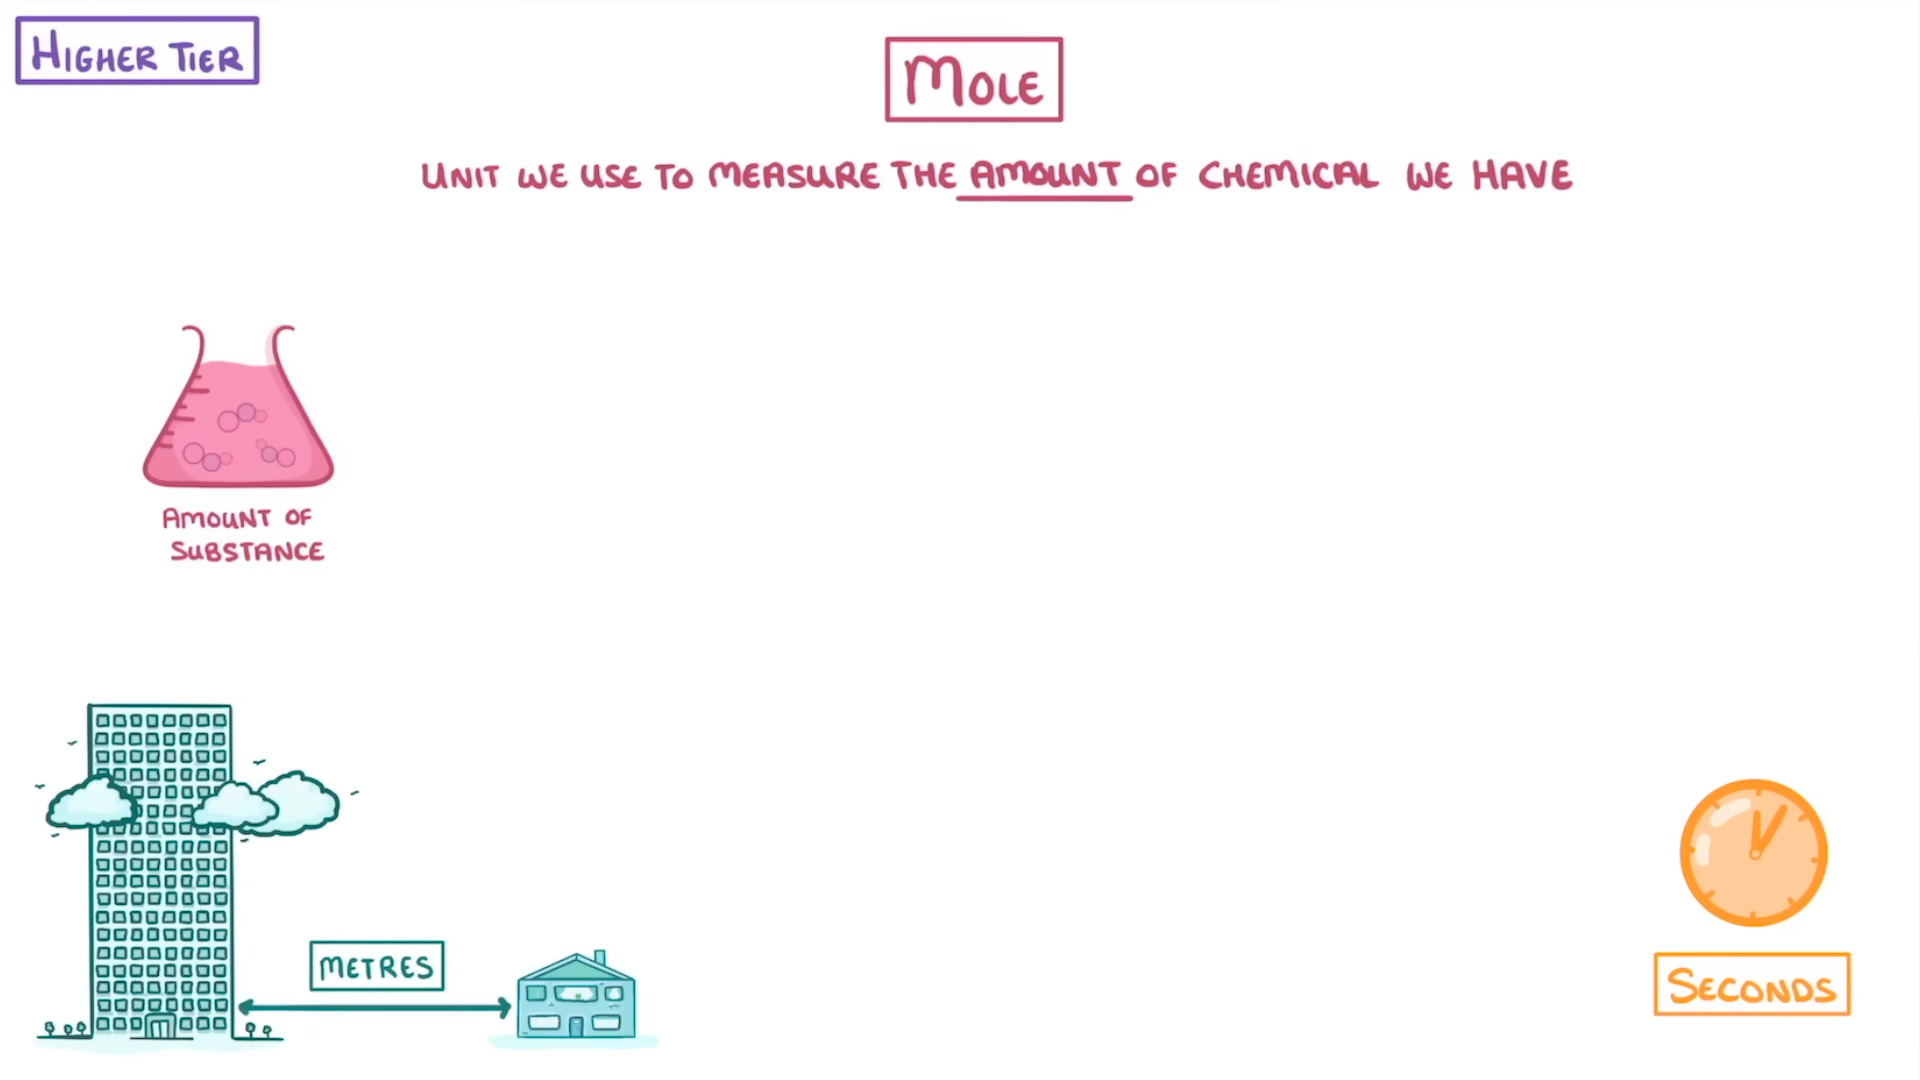 HIGHER TIER
MOLE
UNIT WE USE TO MEASURE THE AMOUNT OF CHEMICAL WE HAVE
AMOUNT OF
SUBSTANCE
METRES
SECONDS